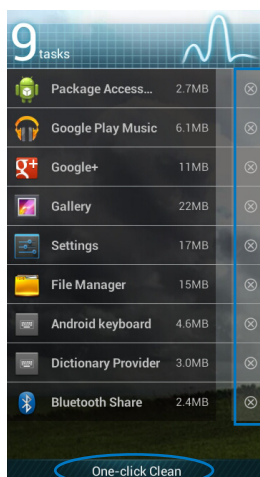 9 tasks
Package Access... 2.7MB
Google Play Music 6.1MB
Google+ 11MB
Gallery 22MB
Settings 17MB
File Manager 15MB
Android keyboard 4.6MB
Dictionary Provider 3.0MB
Bluetooth Share 2.4MB
One-click Clean